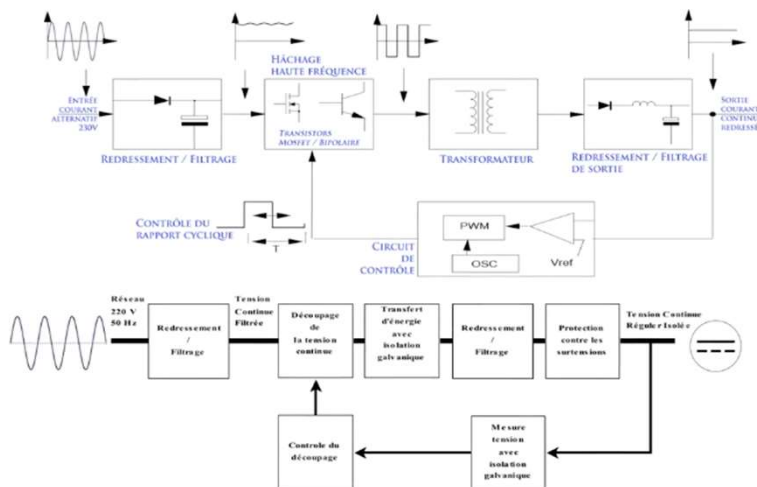 HÂCHAGE
HAUTE FRÉQUENCE
ENTRÉE
COURANT
ALTERNATIF
230V
SORTIE
COURANT
CONTINU
REDRESSÉ
TRANSISTORS
MOSFET / BIPOLAIRE
REDRESSEMENT / FILTRAGE
TRANSFORMATEUR
REDRESSEMENT / FILTRAGE
DE SORTIE
CONTRÔLE DU
RAPPORT CYCLIQUE
T
CIRCUIT
DE
CONTRÔLE
PWM
OSC
Vref
Réseau
220 V
50 Hz
Redressement
/
Filtrage
Tension
Continue
Filtrée
Découpage
de
la tension
continue
Transfert
d'énergie
avec
isolation
galvanique
Redressement
/
Filtrage
Protection
contre les
surtensions
Tension Continue
Réguler Isolée
Controle du
découpage
Mesure
tension
avec
isolation
galvanique